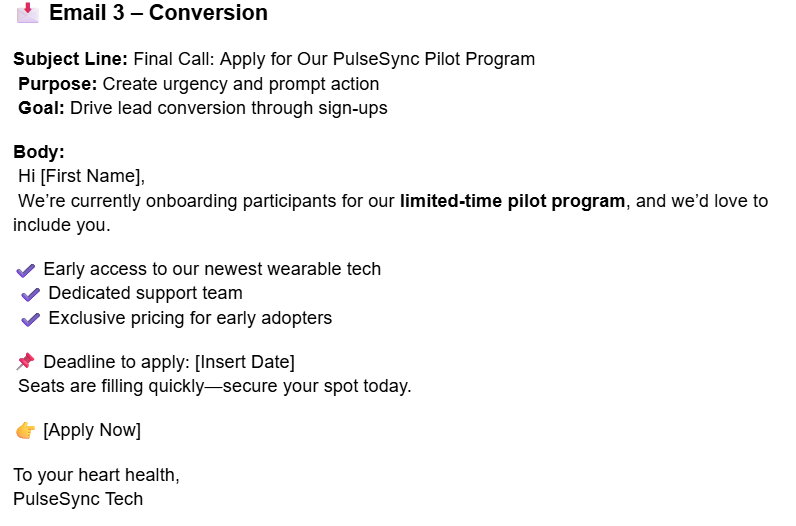 📩 Email 3 – Conversion
Subject Line: Final Call: Apply for Our PulseSync Pilot Program
Purpose: Create urgency and prompt action
Goal: Drive lead conversion through sign-ups
Body:
Hi [First Name],
We’re currently onboarding participants for our limited-time pilot program, and we’d love to
include you.
✔ Early access to our newest wearable tech
✔ Dedicated support team
✔ Exclusive pricing for early adopters
📌 Deadline to apply: [Insert Date]
Seats are filling quickly—secure your spot today.
👉 [Apply Now]
To your heart health,
PulseSync Tech